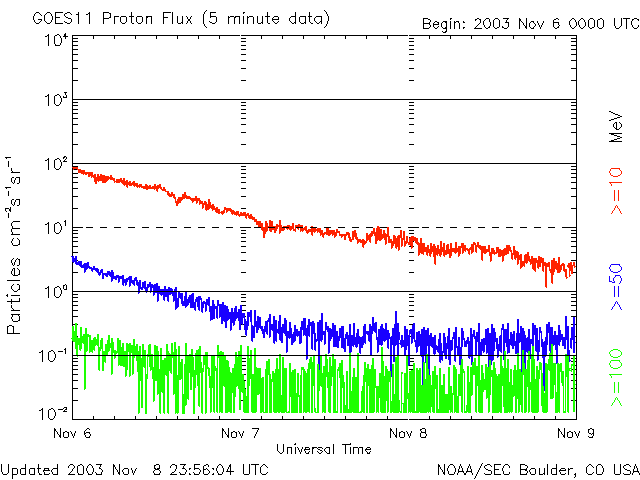 GOES11 Proton Flux (5 minute data)
Begin: 2003 Nov 6 0000 UTC
Particles cm⁻²s⁻¹sr⁻¹
10⁴
10³
10²
10¹
10⁰
10⁻¹
10⁻²
Nov 6 Nov 7 Nov 8 Nov 9
Universal Time
MeV
>=10
>=50
>=100
Updated 2003 Nov 8 23:56:04 UTC
NOAA/SEC Boulder, CO USA